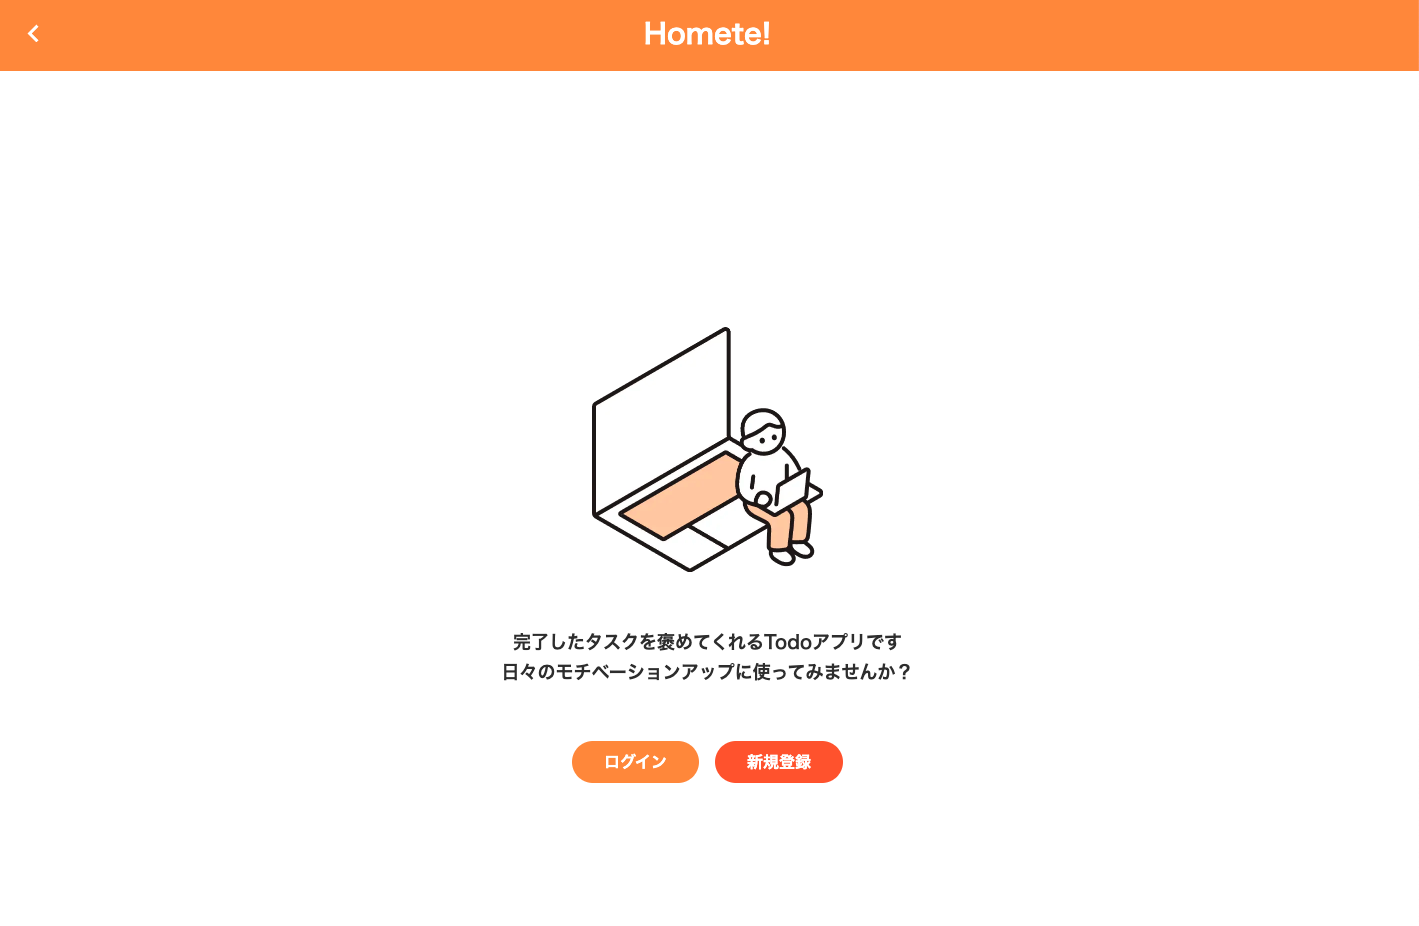 Homete!
完了したタスクを褒めてくれるTodoアプリです
日々のモチベーションアップに使ってみませんか？
ログイン
新規登録